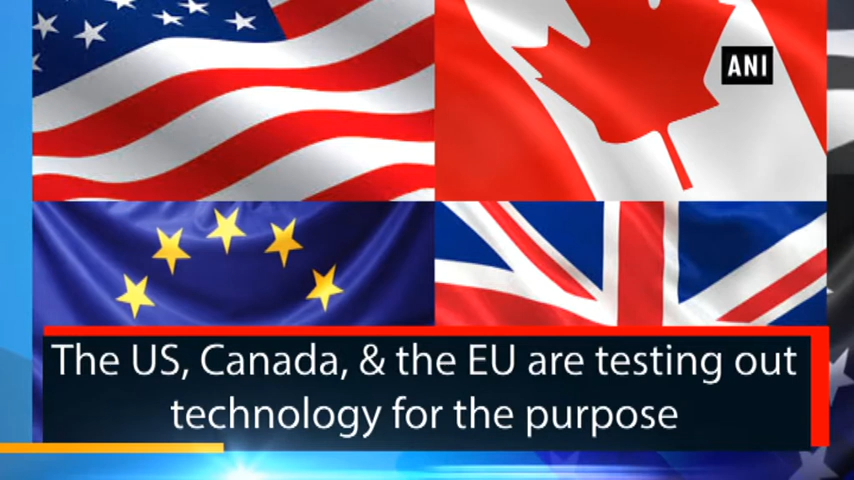 ANI
The US, Canada, & the EU are testing out
technology for the purpose